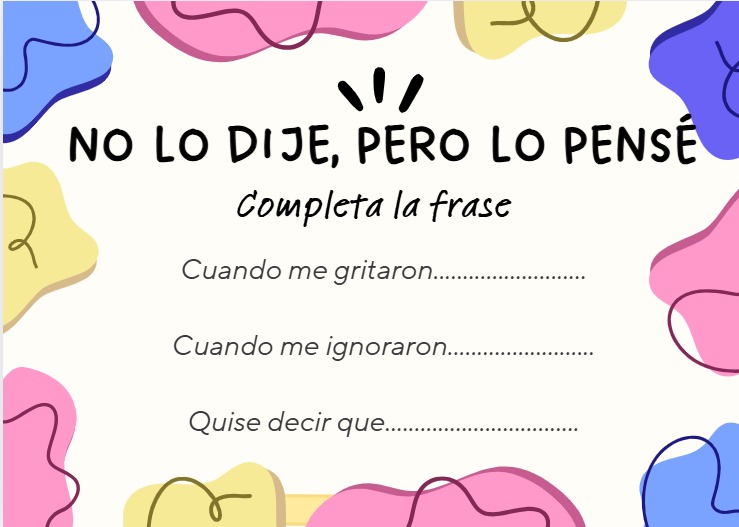 NO LO DIJE, PERO LO PENSÉ
Completa la frase
Cuando me gritaron..........................
Cuando me ignoraron.........................
Quise decir que.................................